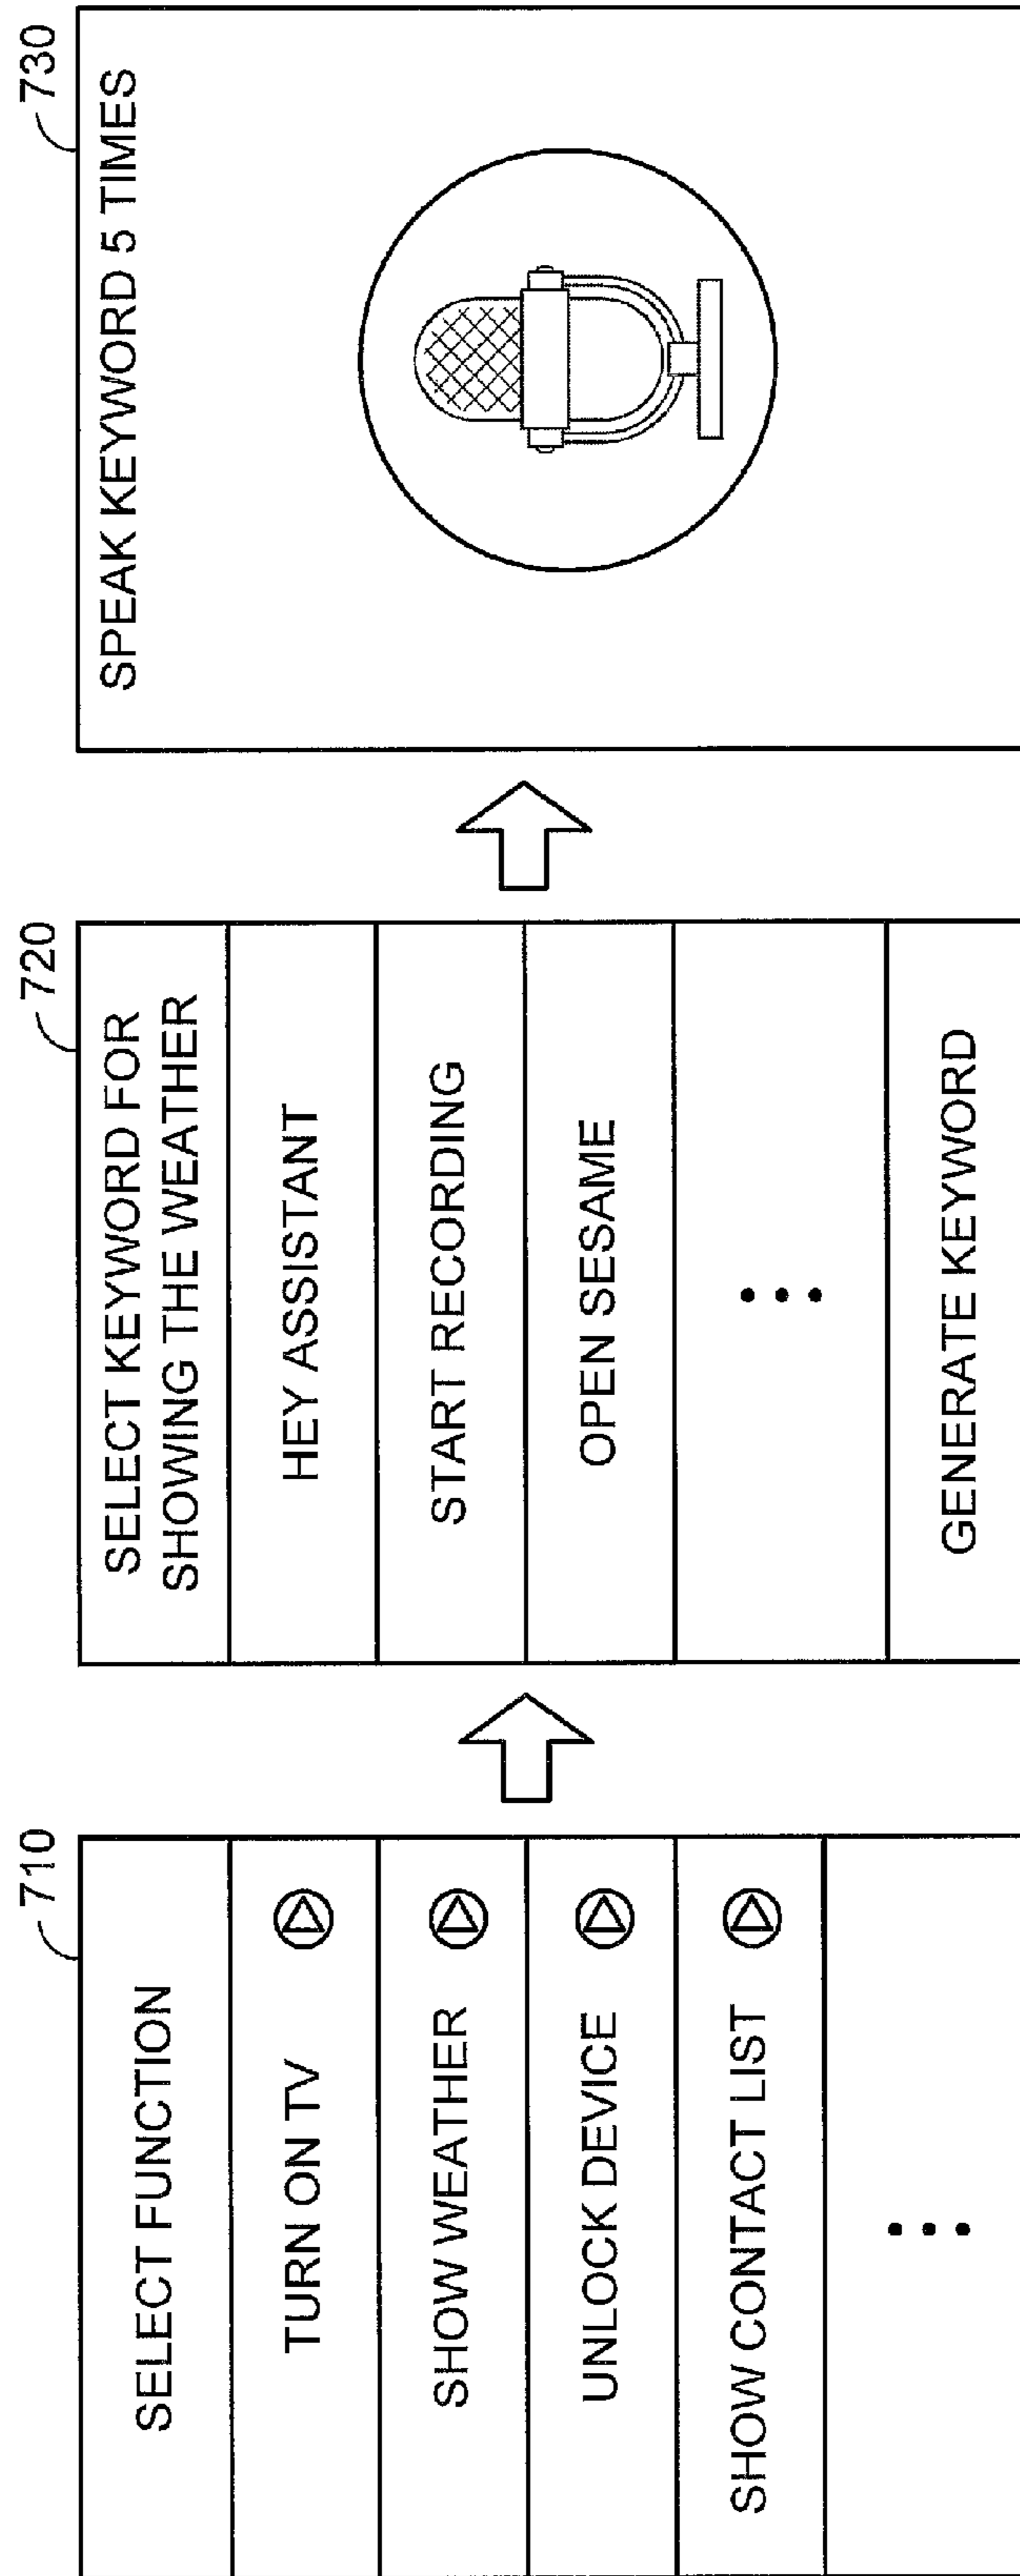 710
SELECT FUNCTION
TURN ON TV
SHOW WEATHER
UNLOCK DEVICE
SHOW CONTACT LIST
720
SELECT KEYWORD FOR
SHOWING THE WEATHER
HEY ASSISTANT
START RECORDING
OPEN SESAME
GENERATE KEYWORD
730
SPEAK KEYWORD 5 TIMES